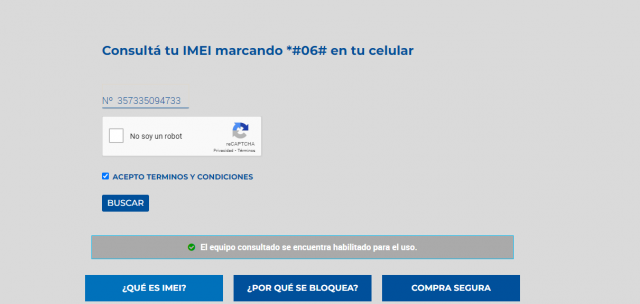 Consultá tu IMEI marcando *#06# en tu celular
Nº 357335094733
No soy un robot
reCAPTCHA
Privacidad - Términos
ACEPTO TERMINOS Y CONDICIONES
BUSCAR
El equipo consultado se encuentra habilitado para el uso.
¿QUÉ ES IMEI?
¿POR QUÉ SE BLOQUEA?
COMPRA SEGURA